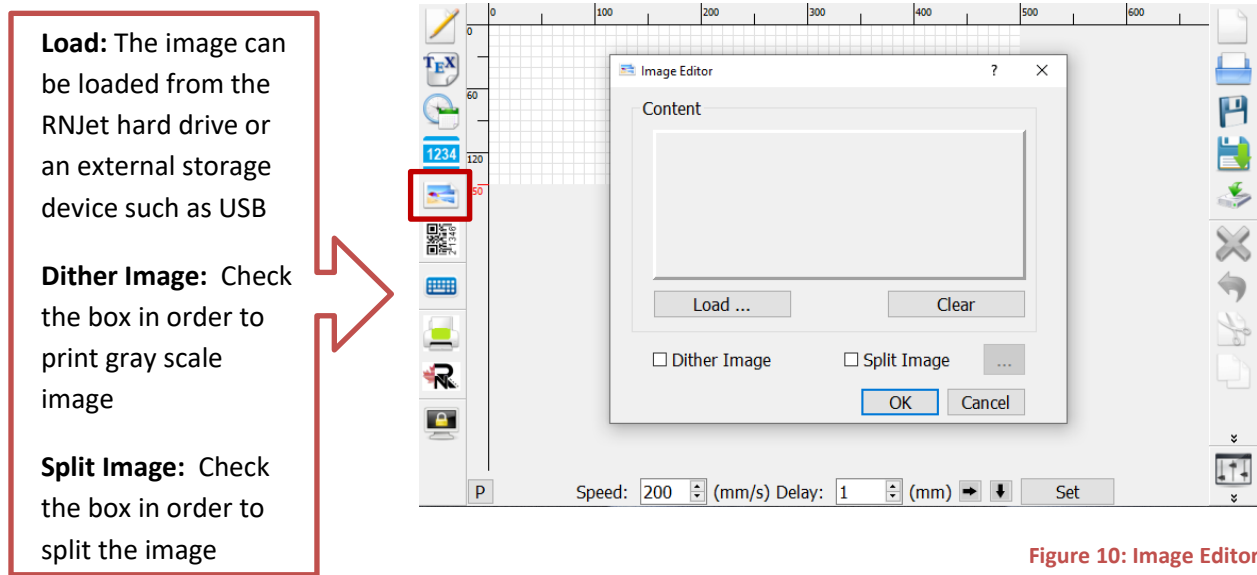 Load: The image can
be loaded from the
RNJet hard drive or
an external storage
device such as USB
Dither Image: Check
the box in order to
print gray scale
image
Split Image: Check
the box in order to
split the image
0 100 200 300 400 500 600
0
60
120
50
TEX
1234
Image Editor ? ×
Content
Load ... Clear
Dither Image Split Image ...
OK Cancel
P Speed: 200 (mm/s) Delay: 1 (mm) Set
Figure 10: Image Editor